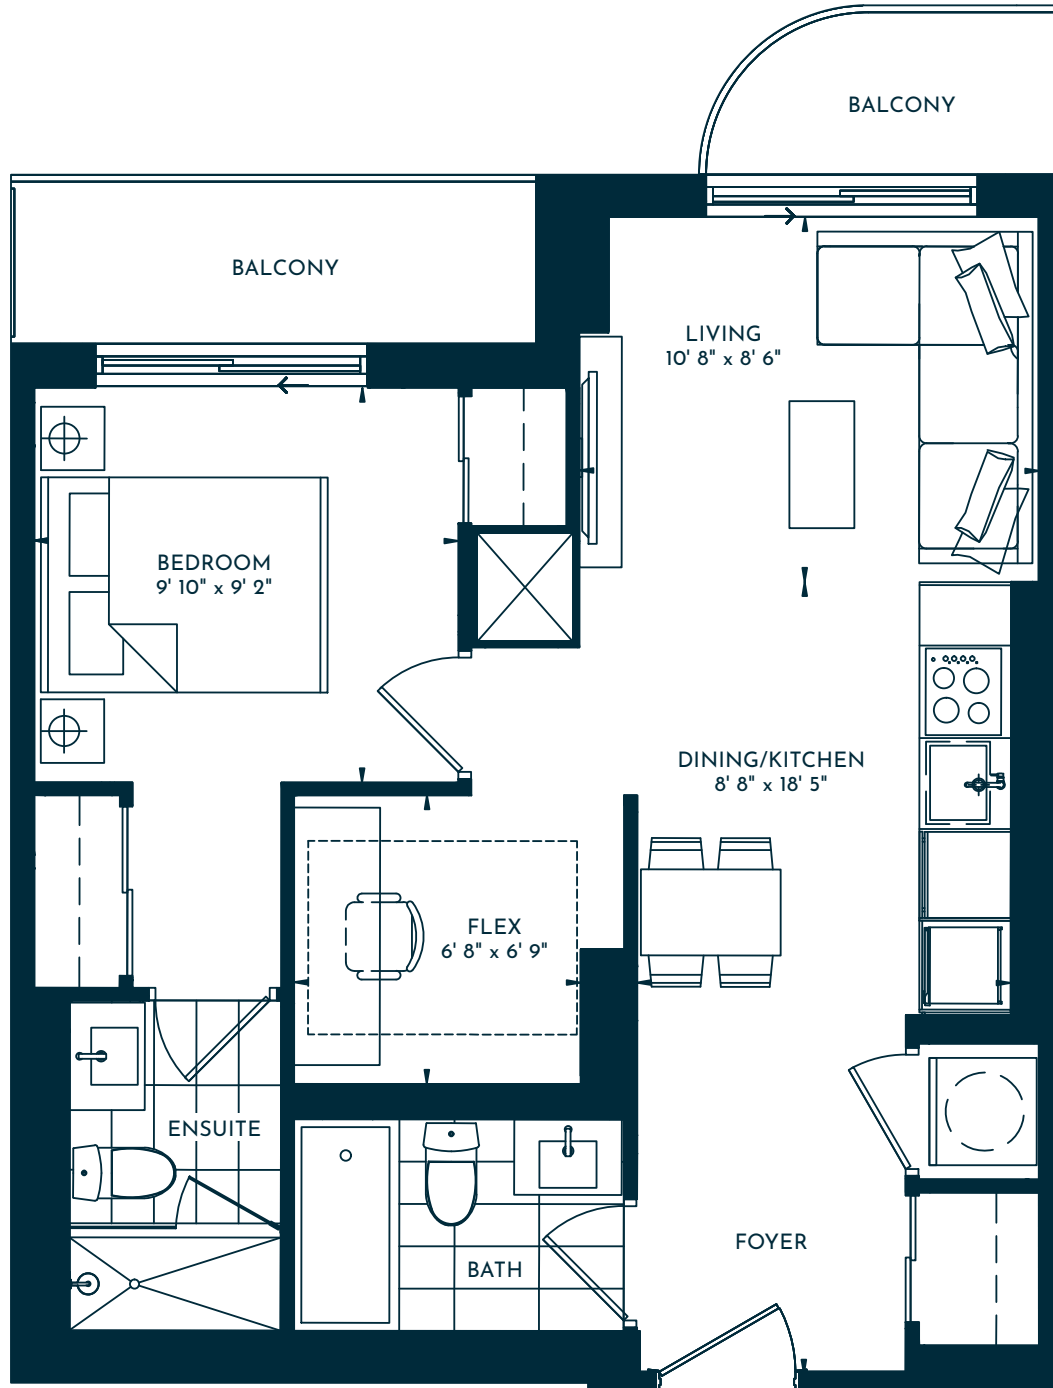 BALCONY
BALCONY
LIVING
10' 8" x 8' 6"
BEDROOM
9' 10" x 9' 2"
DINING/KITCHEN
8' 8" x 18' 5"
FLEX
6' 8" x 6' 9"
ENSUITE
BATH
FOYER